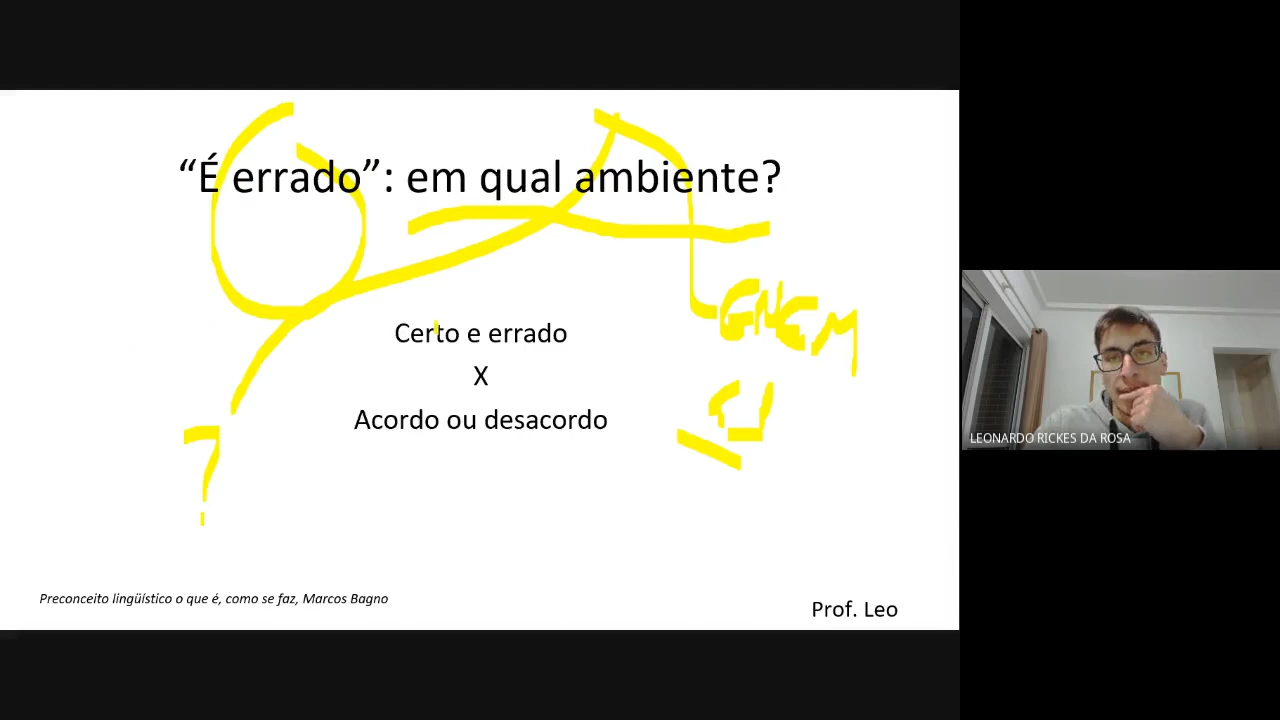 “É errado”: em qual ambiente?
ENEM
Certo e errado
X
Acordo ou desacordo
?
Preconceito lingüístico o que é, como se faz, Marcos Bagno
Prof. Leo
LEONARDO RICKES DA ROSA